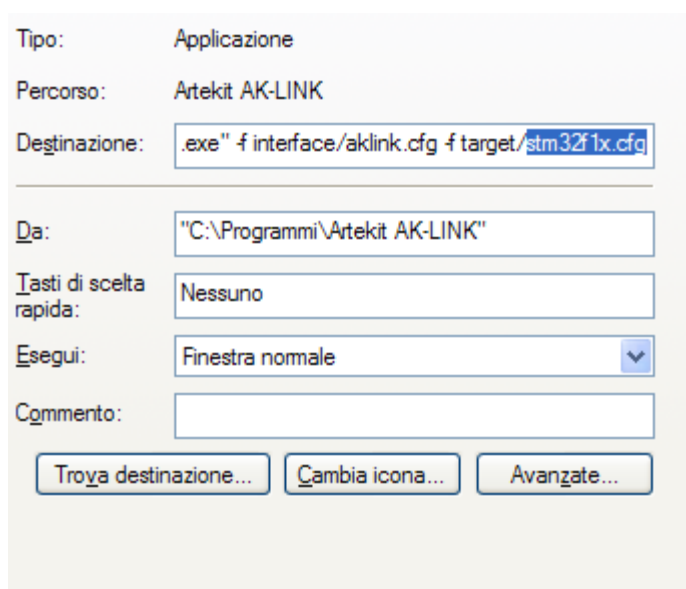 Tipo: Applicazione
Percorso: Artekit AK-LINK
Destinazione: .exe" -f interface/aklink.cfg -f target/stm32f1x.cfg
Da: "C:\Programmi\Artekit AK-LINK"
Tasti di scelta
rapida: Nessuno
Esegui: Finestra normale
Commento:
Trova destinazione... Cambia icona... Avanzate...